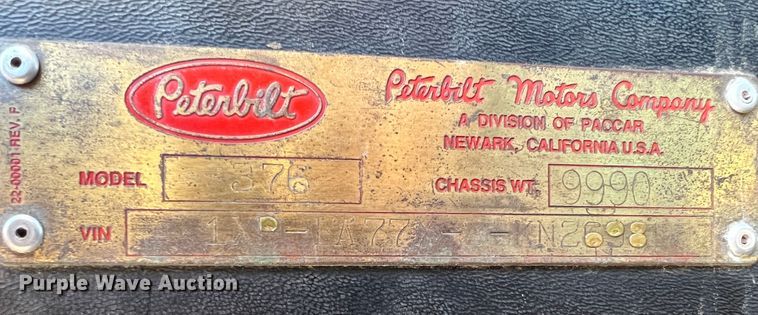 Peterbilt
Peterbilt Motors Company
A DIVISION OF PACCAR
NEWARK, CALIFORNIA U.S.A.
MODEL 376
CHASSIS WT. 9990
VIN
22-00001-REV. P
Purple Wave Auction